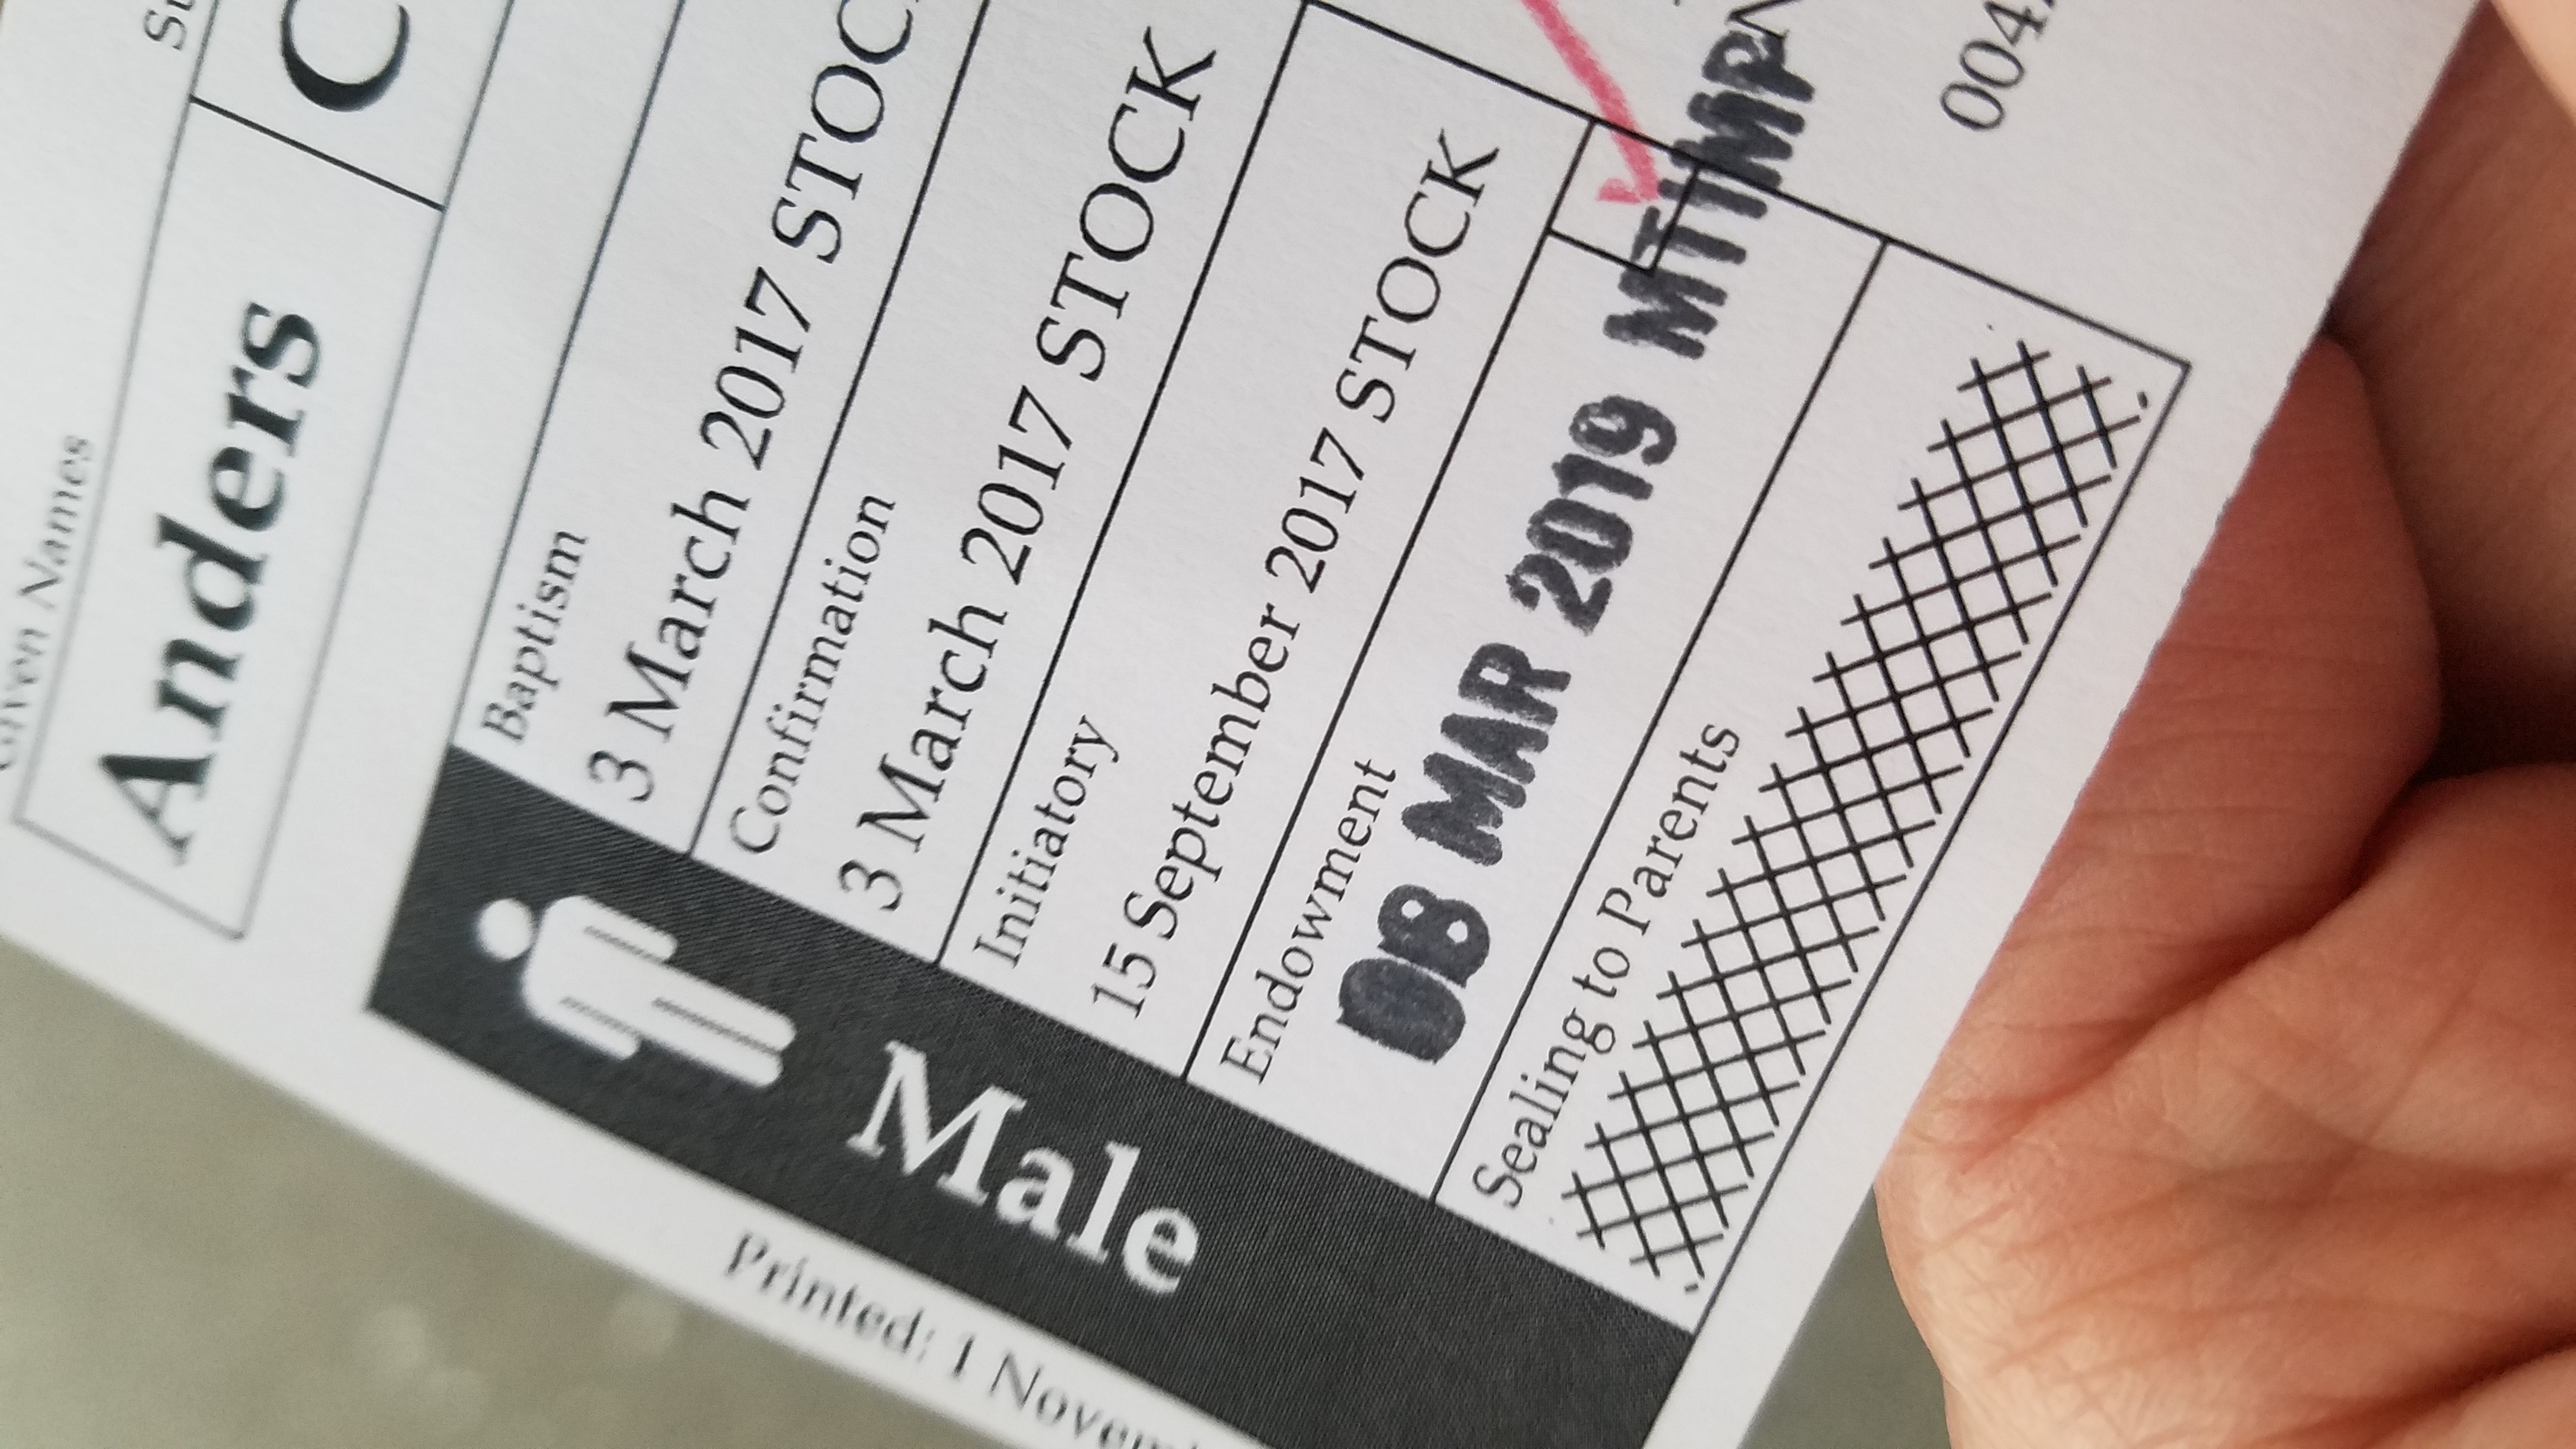 Given Names
Su
Anders
C
Baptism
3 March 2017 STOC
Confirmation
3 March 2017 STOCK
Initiatory
15 September 2017 STOCK
Endowment
08 MAR 2019 MTIMP
Sealing to Parents
004
Male
Printed: 1 Novem